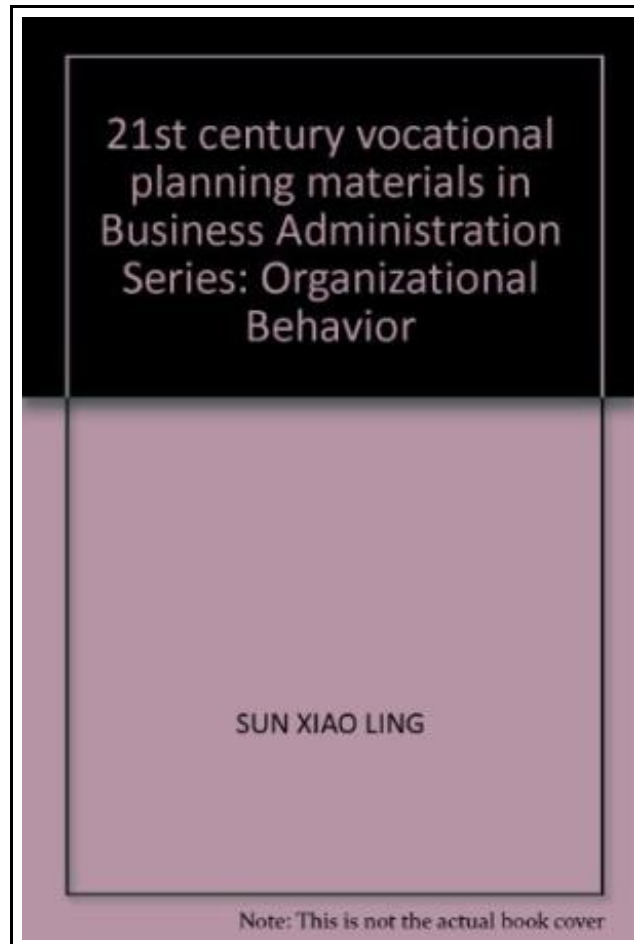 21st century vocational
planning materials in
Business Administration
Series: Organizational
Behavior
SUN XIAO LING
Note: This is not the actual book cover